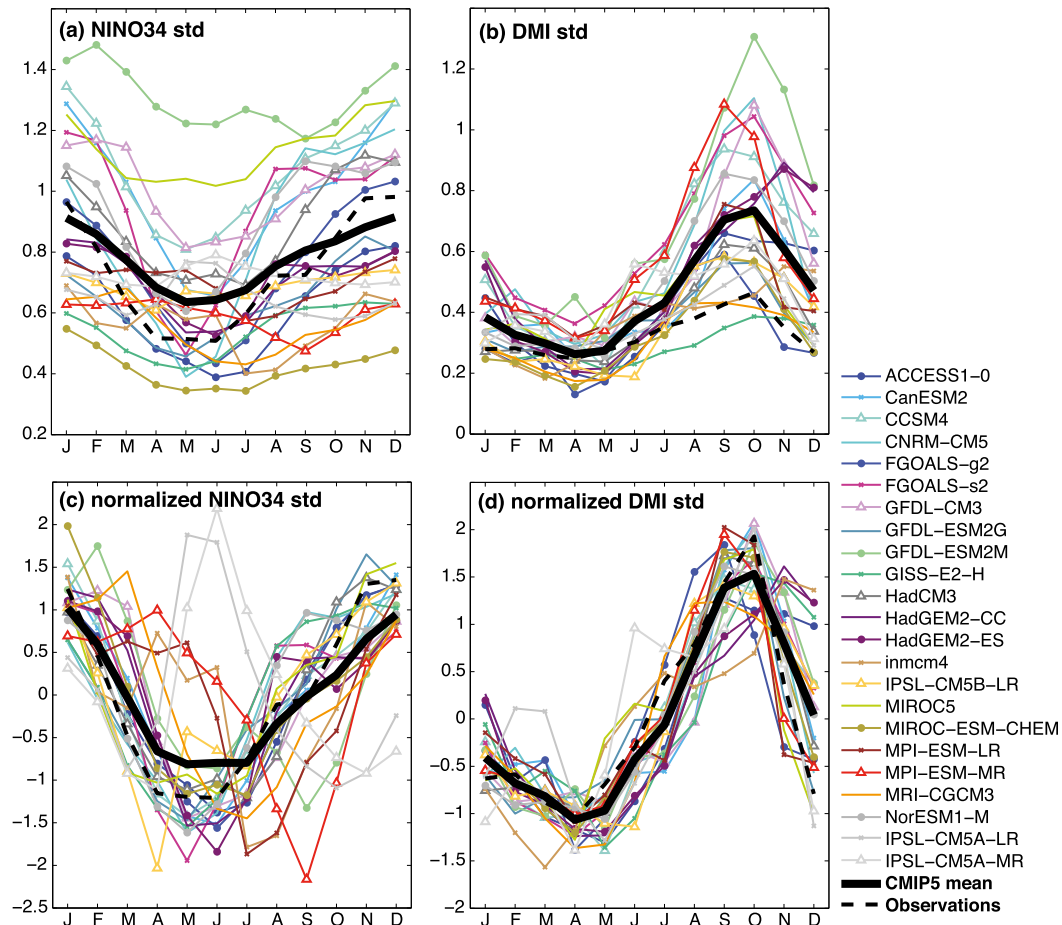 (a) NINO34 std
1.4
1.2
1
0.8
0.6
0.4
0.2
J F M A M J J A S O N D
(b) DMI std
1.2
1
0.8
0.6
0.4
0.2
0
J F M A M J J A S O N D
(c) normalized NINO34 std
2
1.5
1
0.5
0
−0.5
−1
−1.5
−2
−2.5
J F M A M J J A S O N D
(d) normalized DMI std
2
1.5
1
0.5
0
−0.5
−1
−1.5
−2
J F M A M J J A S O N D
ACCESS1−0
CanESM2
CCSM4
CNRM−CM5
FGOALS−g2
FGOALS−s2
GFDL−CM3
GFDL−ESM2G
GFDL−ESM2M
GISS−E2−H
HadCM3
HadGEM2−CC
HadGEM2−ES
inmcm4
IPSL−CM5B−LR
MIROC5
MIROC−ESM−CHEM
MPI−ESM−LR
MPI−ESM−MR
MRI−CGCM3
NorESM1−M
IPSL−CM5A−LR
IPSL−CM5A−MR
CMIP5 mean
Observations